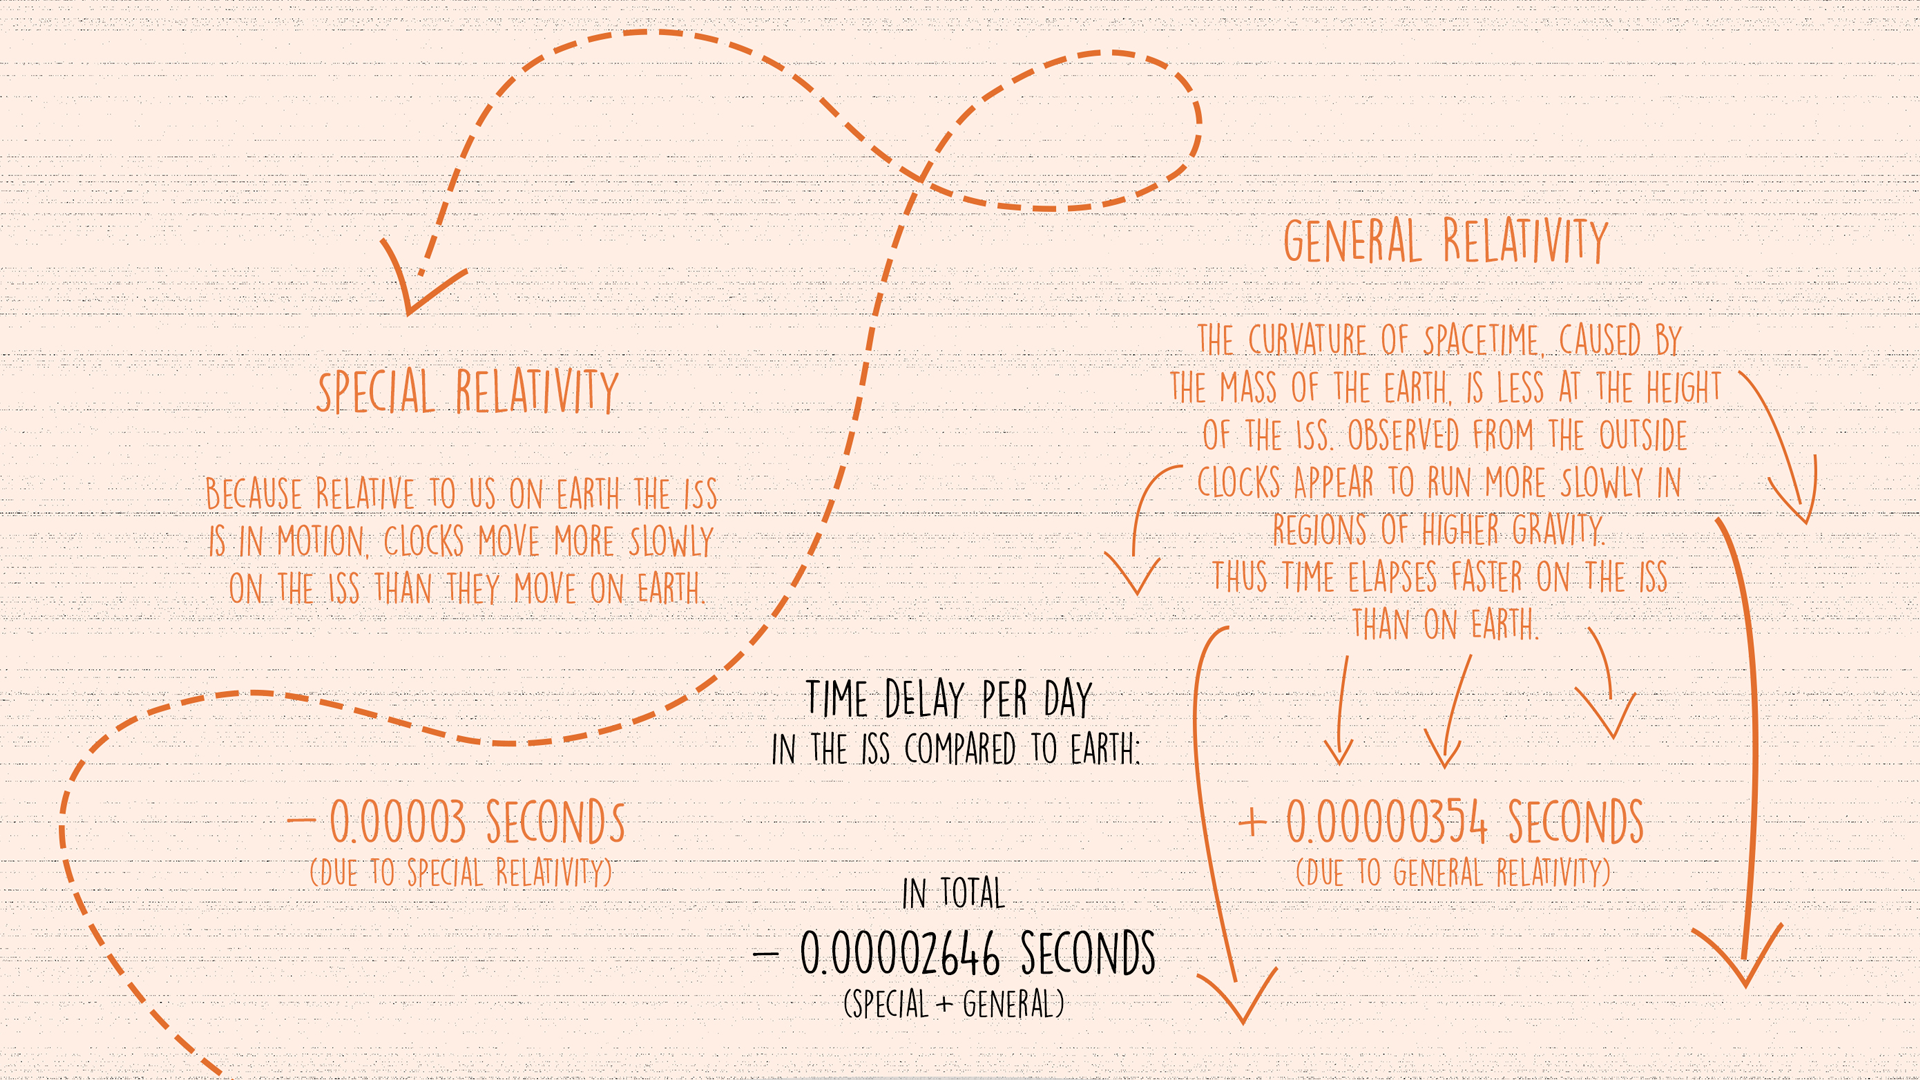 SPECIAL RELATIVITY
BECAUSE RELATIVE TO US ON EARTH THE ISS
IS IN MOTION, CLOCKS MOVE MORE SLOWLY
ON THE ISS THAN THEY MOVE ON EARTH.
GENERAL RELATIVITY
THE CURVATURE OF SPACETIME, CAUSED BY
THE MASS OF THE EARTH, IS LESS AT THE HEIGHT
OF THE ISS. OBSERVED FROM THE OUTSIDE
CLOCKS APPEAR TO RUN MORE SLOWLY IN
REGIONS OF HIGHER GRAVITY.
THUS TIME ELAPSES FASTER ON THE ISS
THAN ON EARTH.
TIME DELAY PER DAY
IN THE ISS COMPARED TO EARTH:
– 0.00003 SECONDS
(DUE TO SPECIAL RELATIVITY)
+ 0.00000354 SECONDS
(DUE TO GENERAL RELATIVITY)
IN TOTAL
– 0.00002646 SECONDS
(SPECIAL + GENERAL)